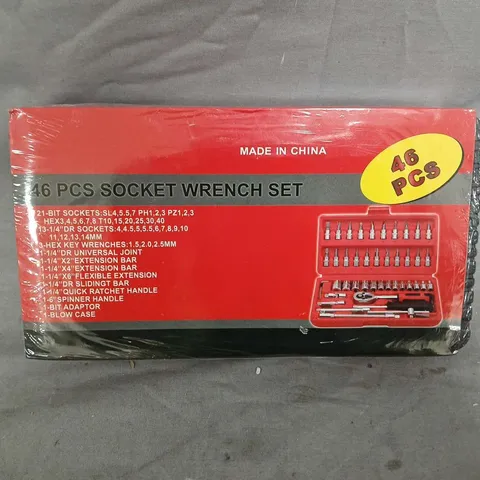 MADE IN CHINA
46 PCS
46 PCS SOCKET WRENCH SET
21-BIT SOCKETS:SL4,5.5,7 PH1,2,3 PZ1,2,3
HEX3,4,5,6,7,8 T10,15,20,25,30,40
13-1/4"DR SOCKETS:4,4.5,5,5.5,6,7,8,9,10
11,12,13,14MM
3-HEX KEY WRENCHES:1.5,2.0,2.5MM
1-1/4"DR UNIVERSAL JOINT
1-1/4"X2"EXTENSION BAR
1-1/4"X4"EXTENSION BAR
1-1/4"X6"FLEXIBLE EXTENSION
1-1/4"DR SLIDINGT BAR
1-1/4"QUICK RATCHET HANDLE
1-6"SPINNER HANDLE
1-BIT ADAPTOR
1-BLOW CASE